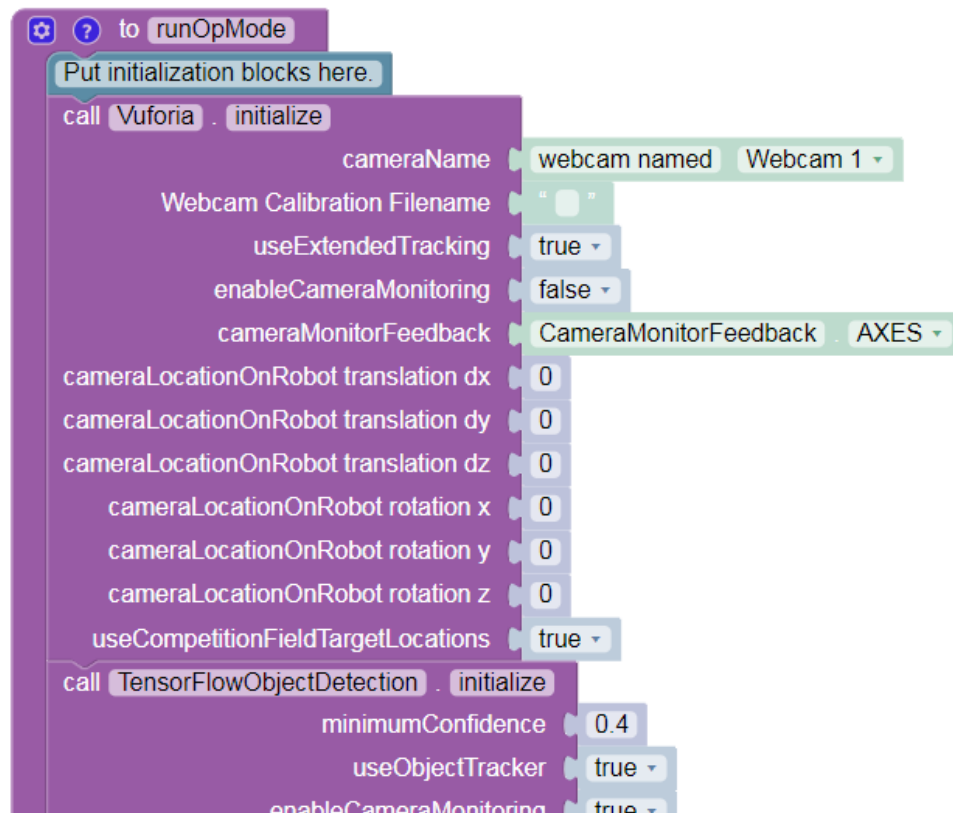 ? to runOpMode
Put initialization blocks here.
call Vuforia . initialize
cameraName webcam named Webcam 1
Webcam Calibration Filename “ ”
useExtendedTracking true
enableCameraMonitoring false
cameraMonitorFeedback CameraMonitorFeedback . AXES
cameraLocationOnRobot translation dx 0
cameraLocationOnRobot translation dy 0
cameraLocationOnRobot translation dz 0
cameraLocationOnRobot rotation x 0
cameraLocationOnRobot rotation y 0
cameraLocationOnRobot rotation z 0
useCompetitionFieldTargetLocations true
call TensorFlowObjectDetection . initialize
minimumConfidence 0.4
useObjectTracker true
enableCameraMonitoring true